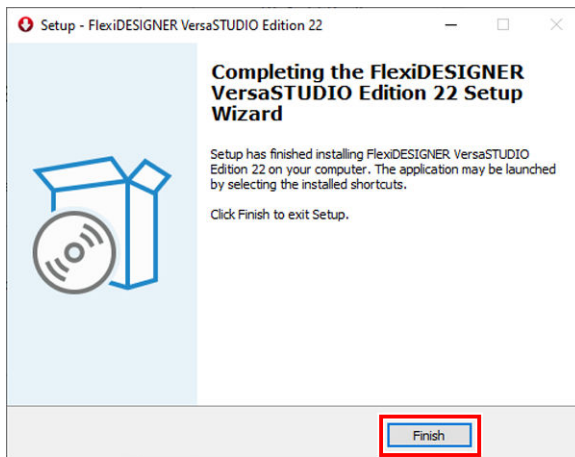 Setup - FlexiDESIGNER VersaSTUDIO Edition 22
Completing the FlexiDESIGNER
VersaSTUDIO Edition 22 Setup
Wizard
Setup has finished installing FlexiDESIGNER VersaSTUDIO
Edition 22 on your computer. The application may be launched
by selecting the installed shortcuts.
Click Finish to exit Setup.
Finish